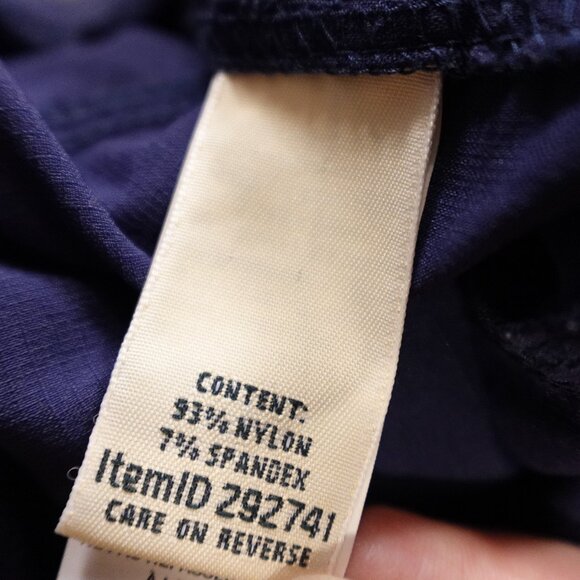 CONTENT:
93% NYLON
7% SPANDEX
ItemID 292741
CARE ON REVERSE